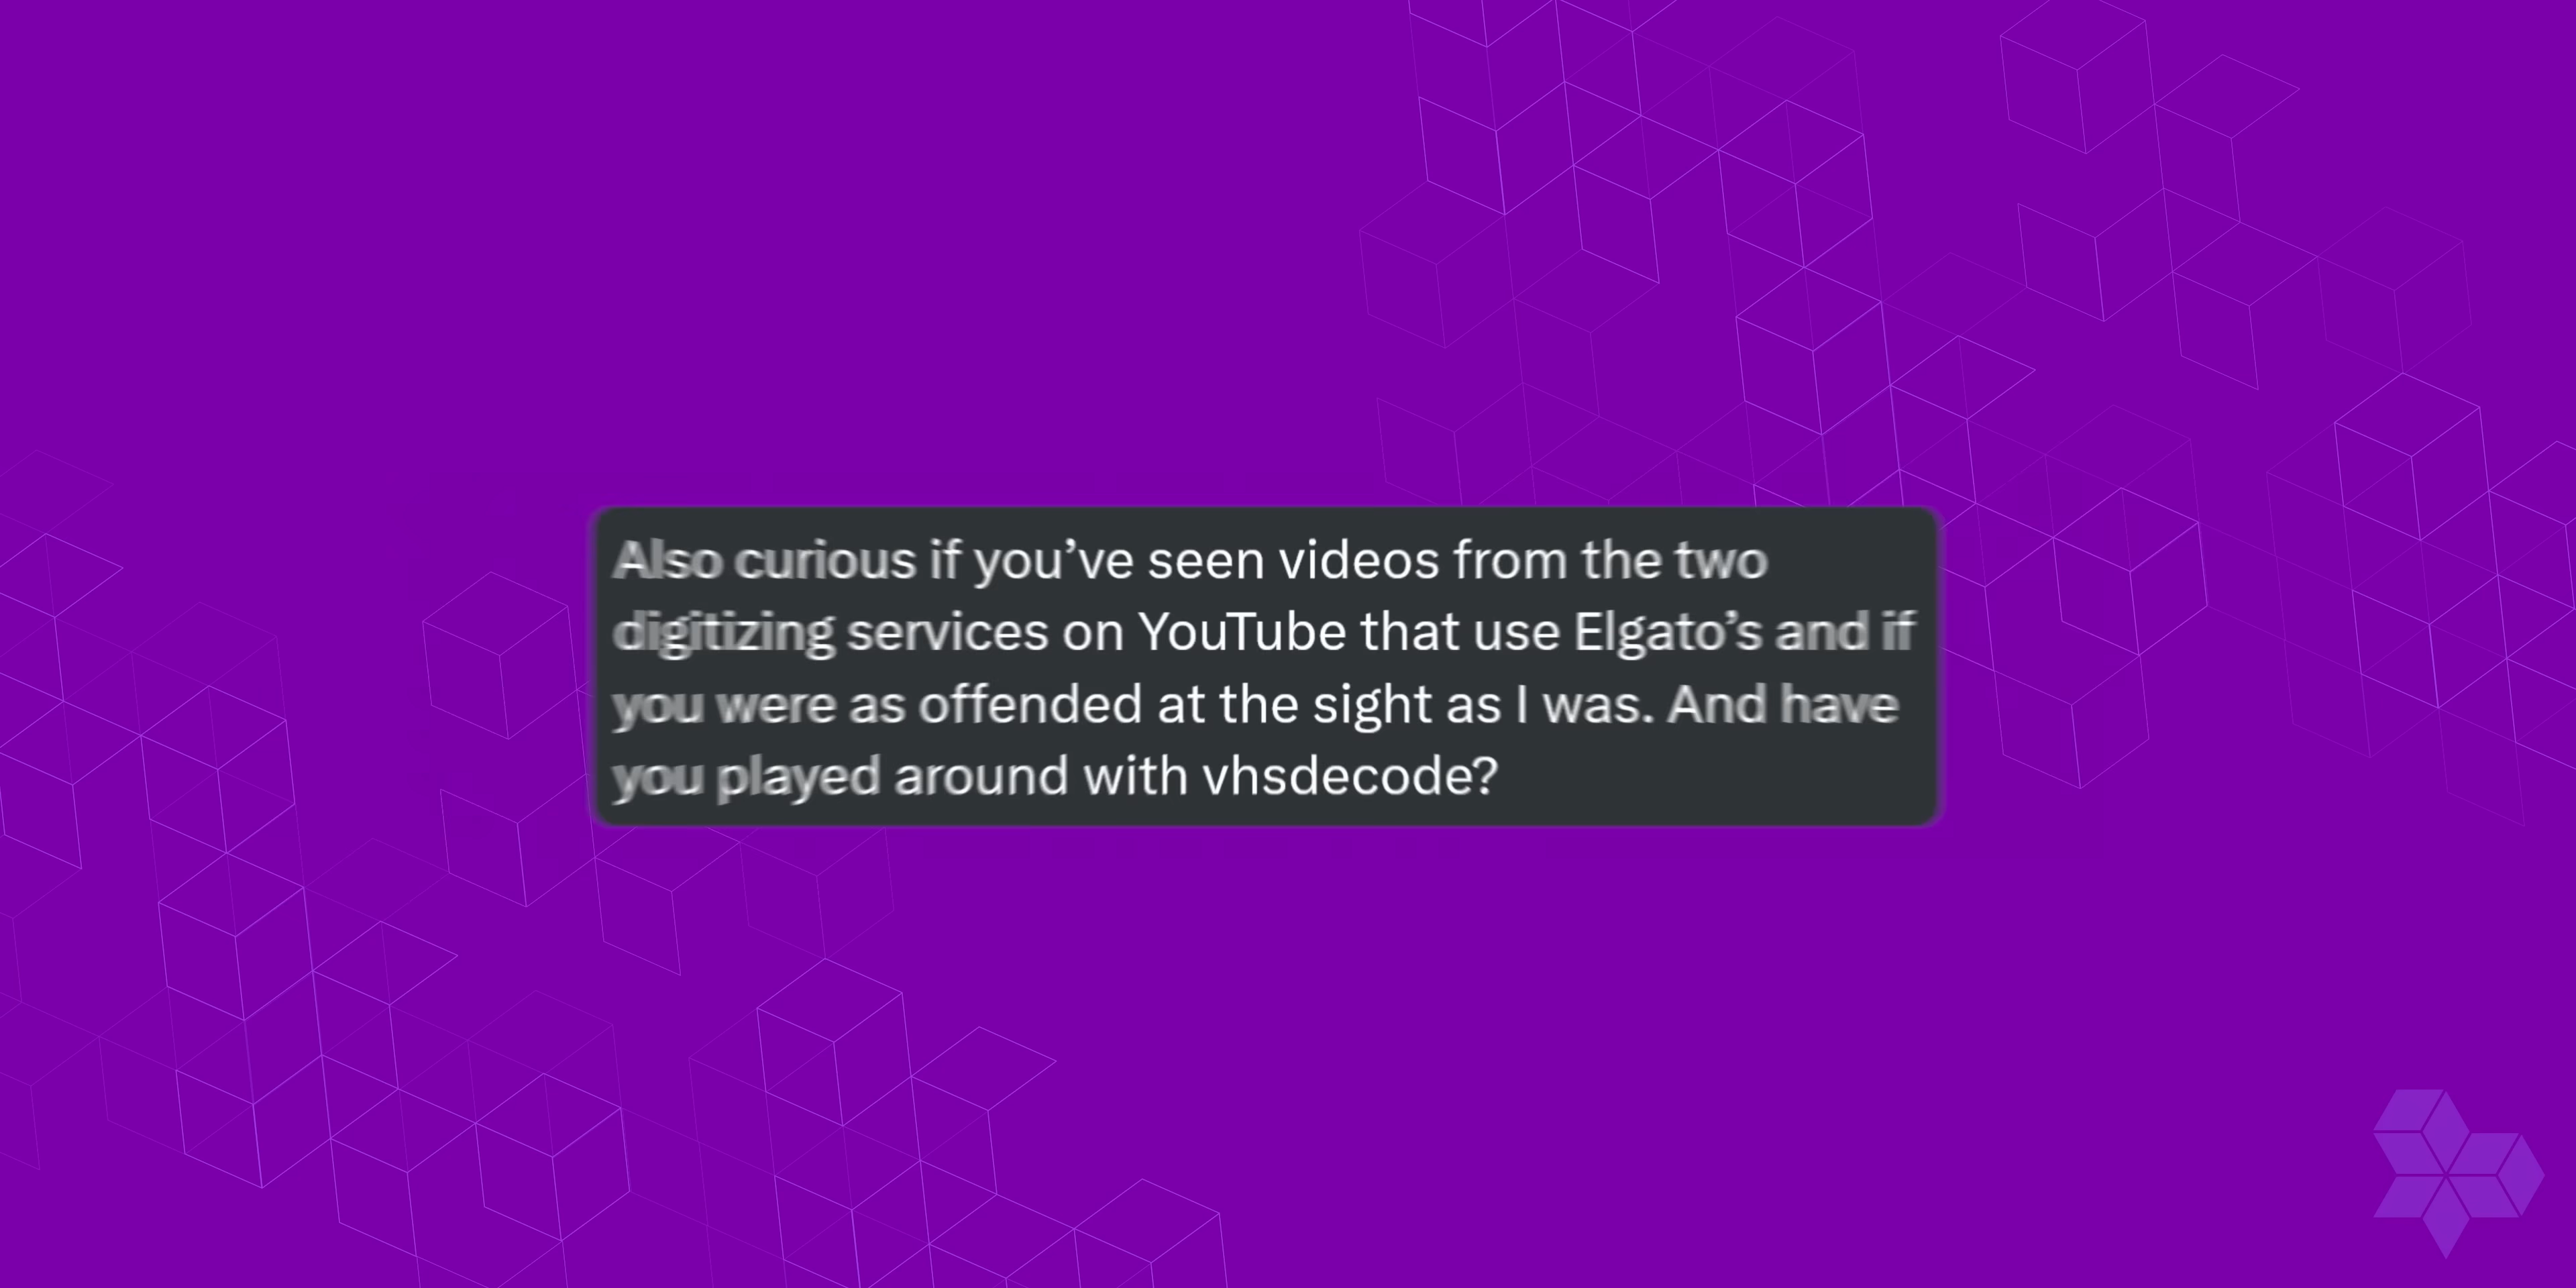 Also curious if you’ve seen videos from the two
digitizing services on YouTube that use Elgato’s and if
you were as offended at the sight as I was. And have
you played around with vhsdecode?